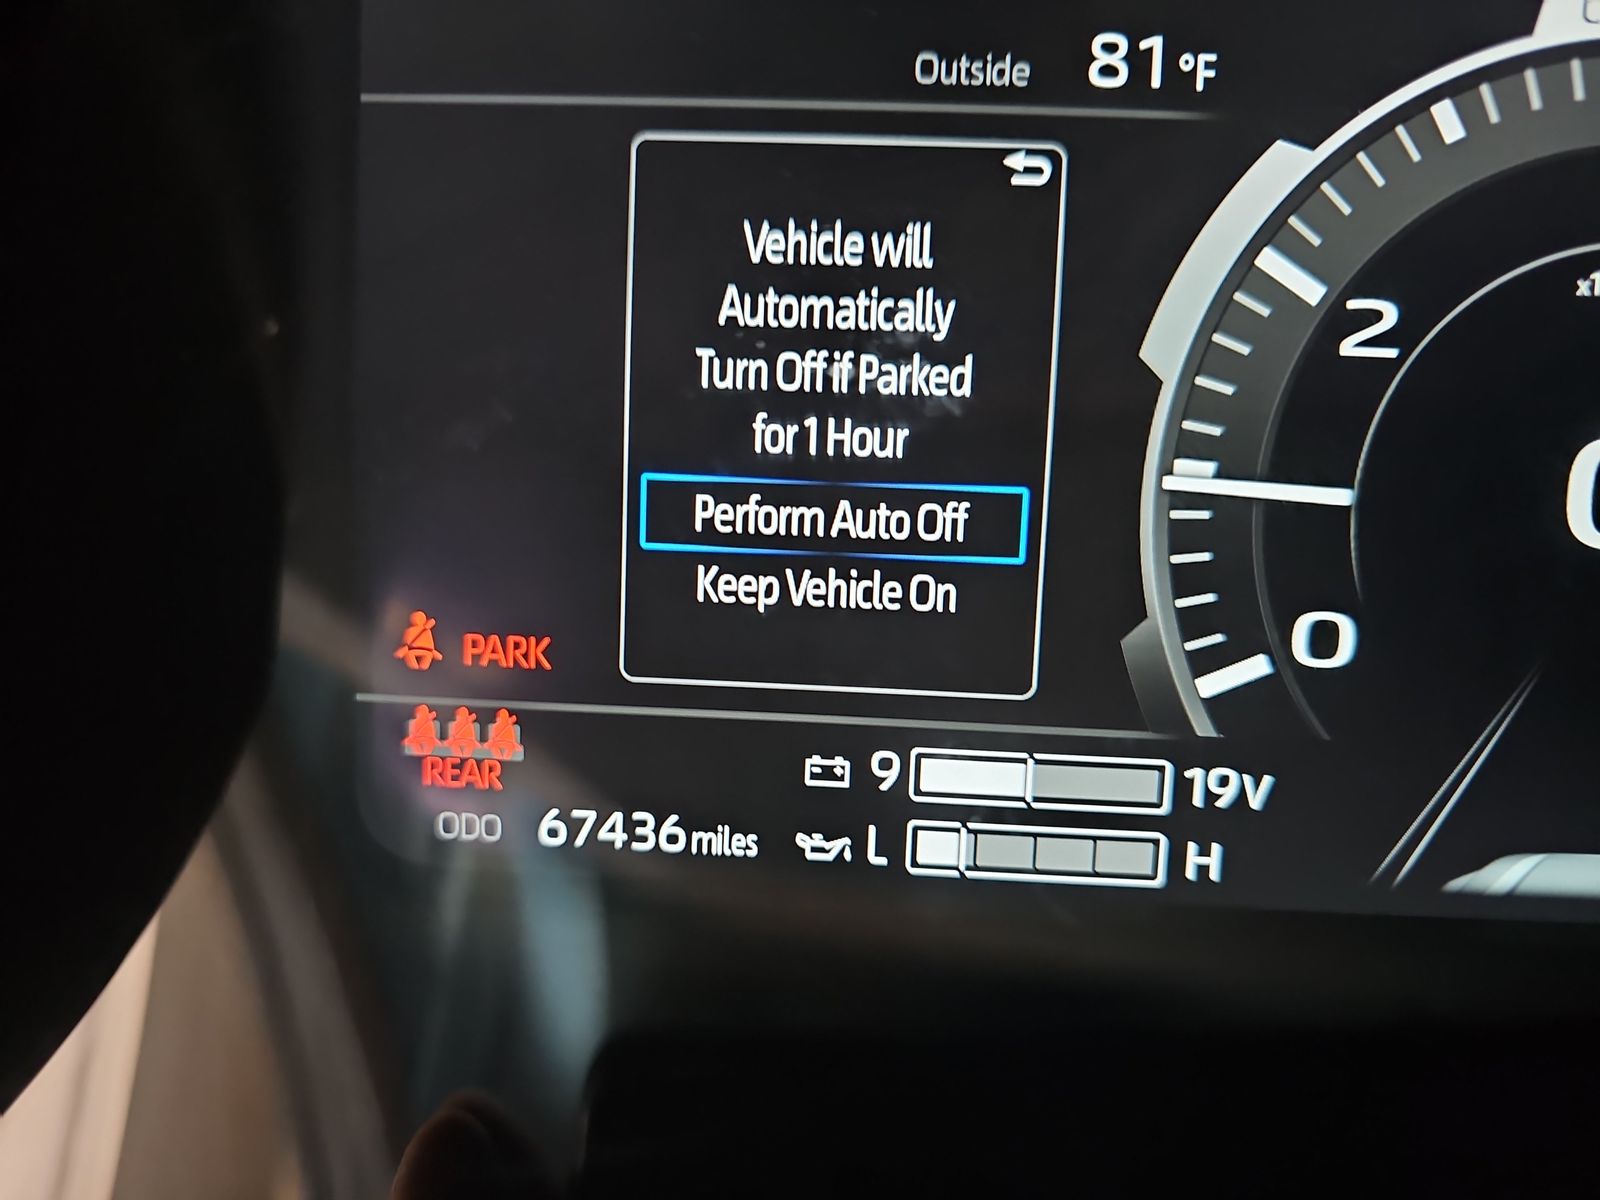 Outside 81°F
Vehicle will
Automatically
Turn Off if Parked
for 1 Hour
Perform Auto Off
Keep Vehicle On
PARK
REAR
ODO 67436 miles
9 19V
L H
2
0